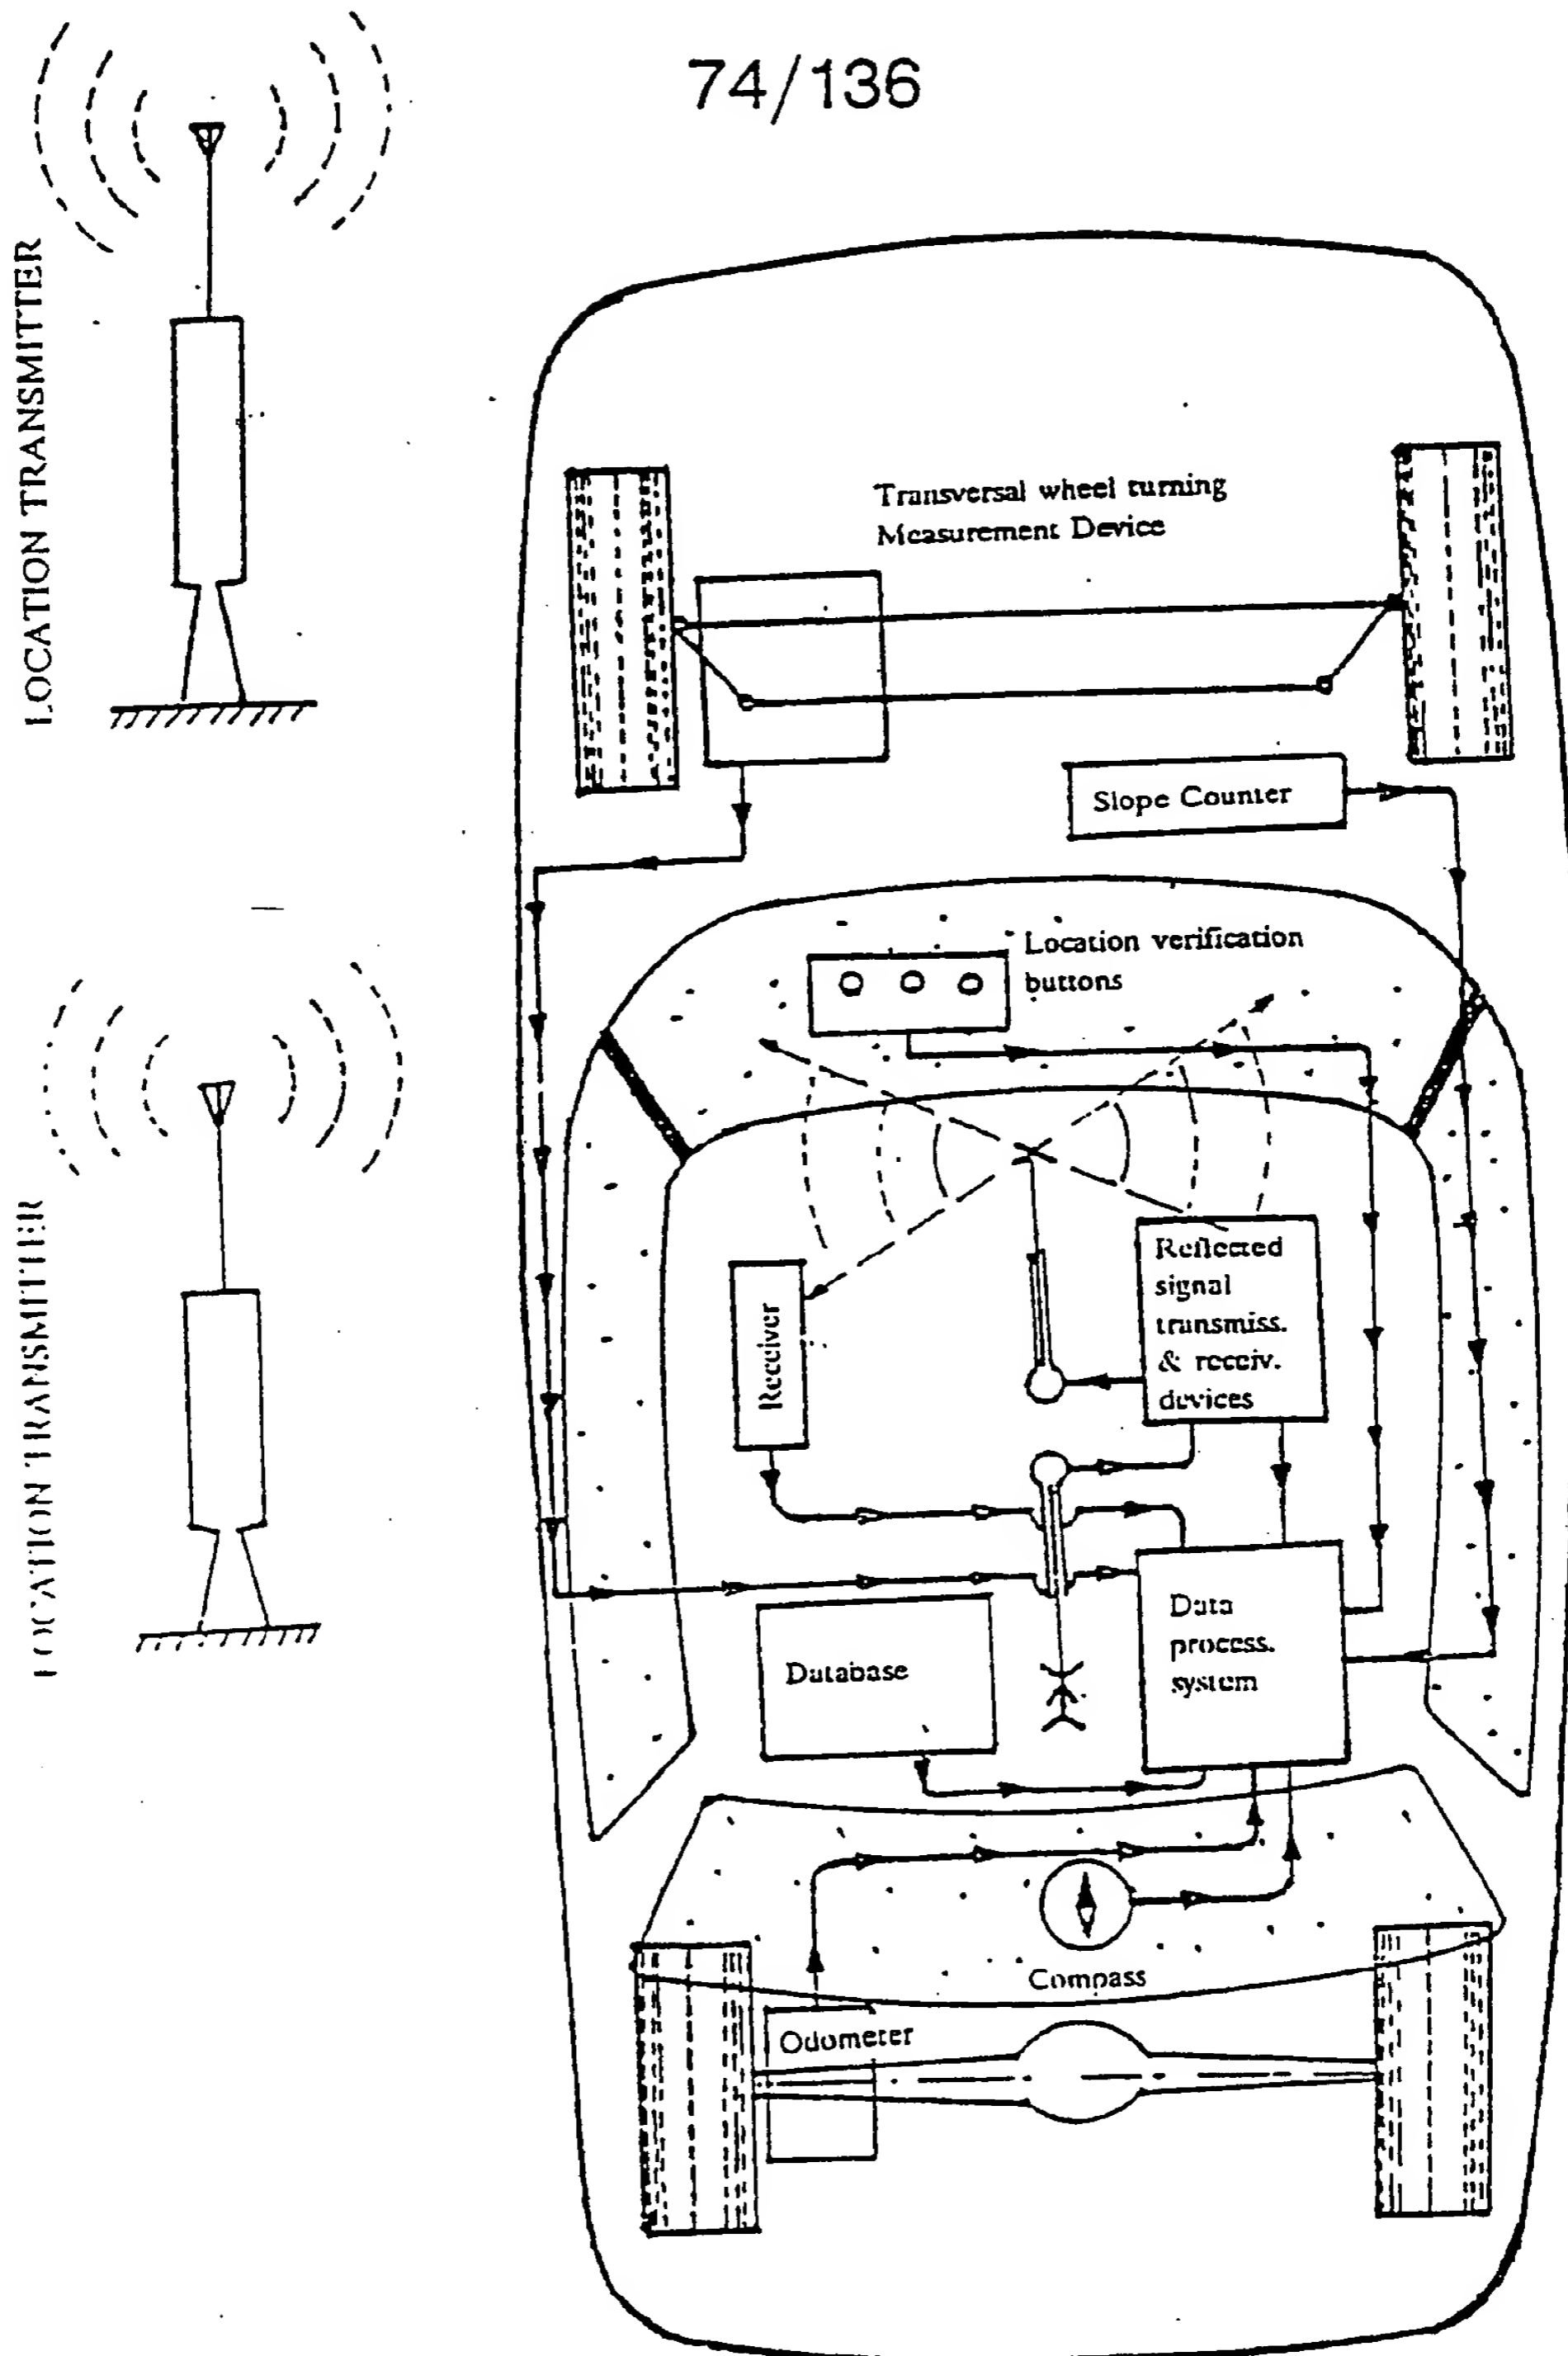 74/136
LOCATION TRANSMITTER
Transversal wheel turning
Measurement Device
Slope Counter
Location verification
buttons
LOCATION TRANSMITTER
Receiver
Reflected
signal
transmiss.
& receiv.
devices
Database
Data
process.
system
Compass
Odometer